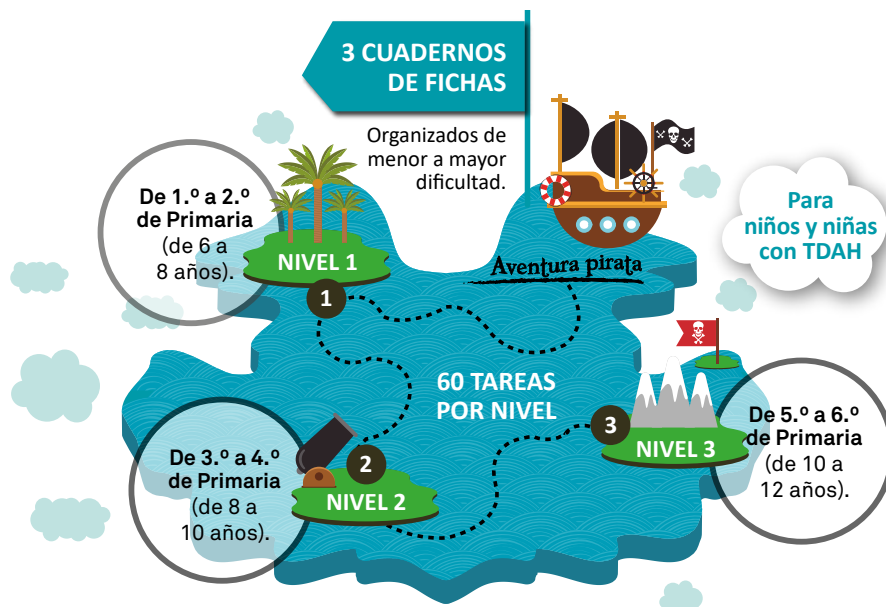 3 CUADERNOS
DE FICHAS
Organizados de
menor a mayor
dificultad.
De 1.º a 2.º
de Primaria
(de 6 a
8 años).
NIVEL 1
1
Aventura pirata
Para
niños y niñas
con TDAH
60 TAREAS
POR NIVEL
De 3.º a 4.º
de Primaria
(de 8 a
10 años).
2
NIVEL 2
3
NIVEL 3
De 5.º a 6.º
de Primaria
(de 10 a
12 años).